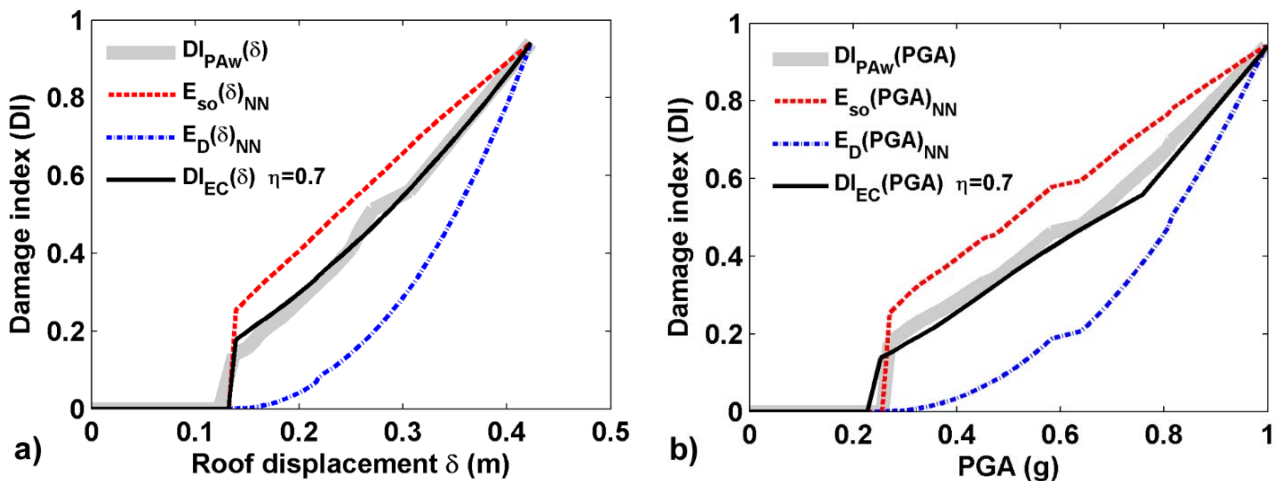 Damage index (DI)
1
0.8
0.6
0.4
0.2
0
DI_PAw(δ)
E_so(δ)_NN
E_D(δ)_NN
DI_EC(δ) η=0.7
0 0.1 0.2 0.3 0.4 0.5
a) Roof displacement δ (m)
Damage index (DI)
1
0.8
0.6
0.4
0.2
0
DI_PAw(PGA)
E_so(PGA)_NN
E_D(PGA)_NN
DI_EC(PGA) η=0.7
0 0.2 0.4 0.6 0.8 1
b) PGA (g)